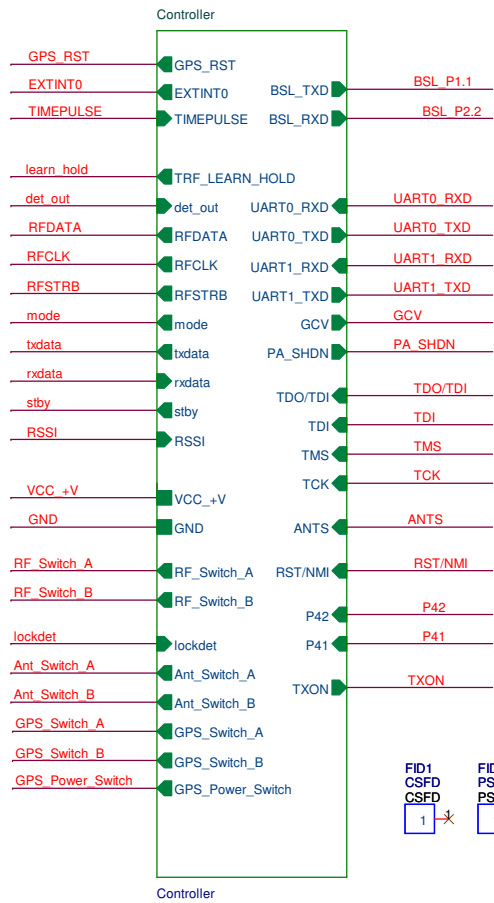 Controller
GPS_RST GPS_RST
EXTINT0 EXTINT0 BSL_TXD BSL_P1.1
TIMEPULSE TIMEPULSE BSL_RXD BSL_P2.2
learn_hold TRF_LEARN_HOLD
det_out det_out UART0_RXD UART0_RXD
RFDATA RFDATA UART0_TXD UART0_TXD
RFCLK RFCLK UART1_RXD UART1_RXD
RFSTRB RFSTRB UART1_TXD UART1_TXD
mode mode GCV GCV
txdata txdata PA_SHDN PA_SHDN
rxdata rxdata TDO/TDI TDO/TDI
stby stby TDI TDI
RSSI RSSI TMS TMS
TCK TCK
VCC_+V VCC_+V
GND GND ANTS ANTS
RF_Switch_A RF_Switch_A RST/NMI RST/NMI
RF_Switch_B RF_Switch_B P42 P42
lockdet lockdet P41 P41
Ant_Switch_A Ant_Switch_A TXON TXON
Ant_Switch_B Ant_Switch_B
GPS_Switch_A GPS_Switch_A
GPS_Switch_B GPS_Switch_B
GPS_Power_Switch GPS_Power_Switch
FID1 FID
CSFD PS
CSFD PS
1 1
Controller